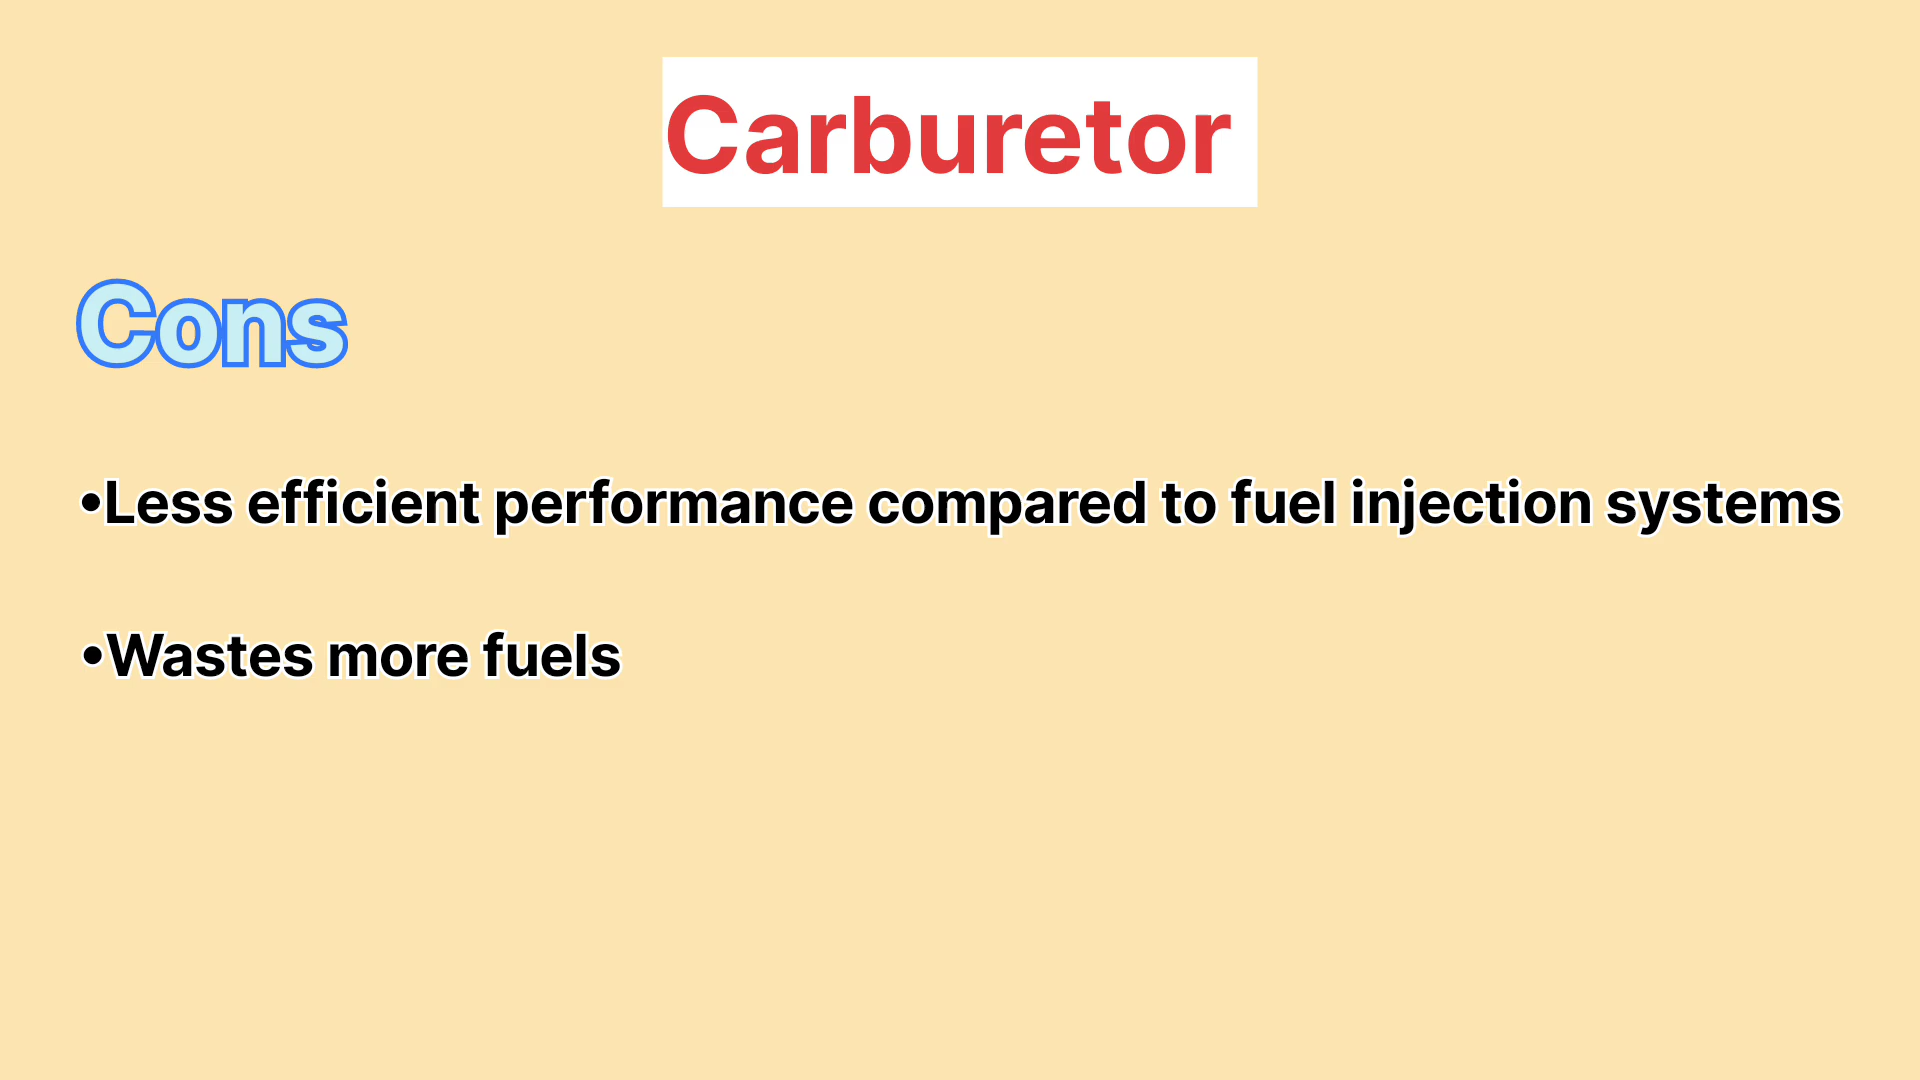 Carburetor
Cons
•Less efficient performance compared to fuel injection systems
•Wastes more fuels